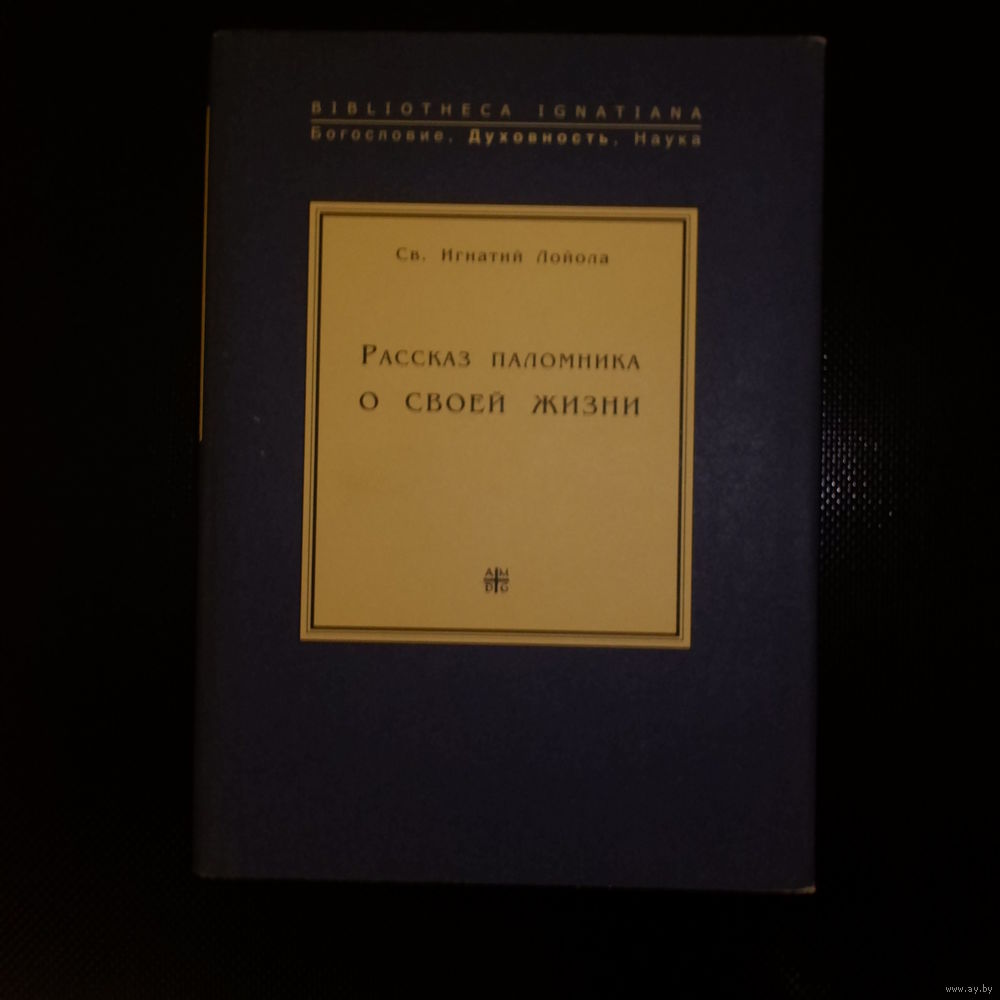 BIBLIOTHECA IGNATIANA
Богословие, Духовность, Наука
Св. Игнатий Лойола
Рассказ паломника
о своей жизни
A M
D G
www.ay.by